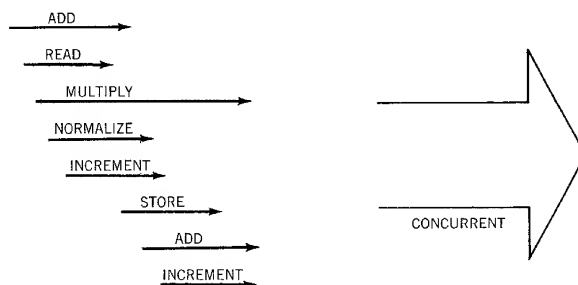 ADD
READ
MULTIPLY
NORMALIZE
INCREMENT
STORE
ADD
INCREMENT
CONCURRENT